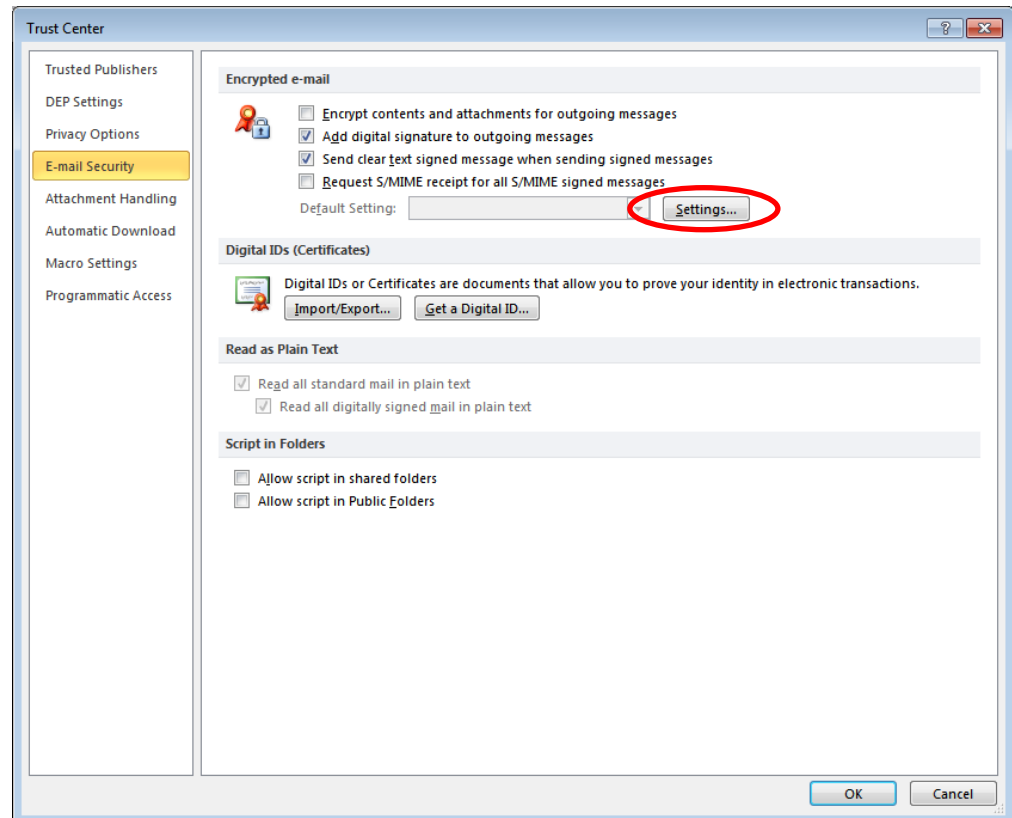 Trust Center
Trusted Publishers
DEP Settings
Privacy Options
E-mail Security
Attachment Handling
Automatic Download
Macro Settings
Programmatic Access
Encrypted e-mail
Encrypt contents and attachments for outgoing messages
Add digital signature to outgoing messages
Send clear text signed message when sending signed messages
Request S/MIME receipt for all S/MIME signed messages
Default Setting:
Settings...
Digital IDs (Certificates)
Digital IDs or Certificates are documents that allow you to prove your identity in electronic transactions.
Import/Export... Get a Digital ID...
Read as Plain Text
Read all standard mail in plain text
Read all digitally signed mail in plain text
Script in Folders
Allow script in shared folders
Allow script in Public Folders
OK Cancel